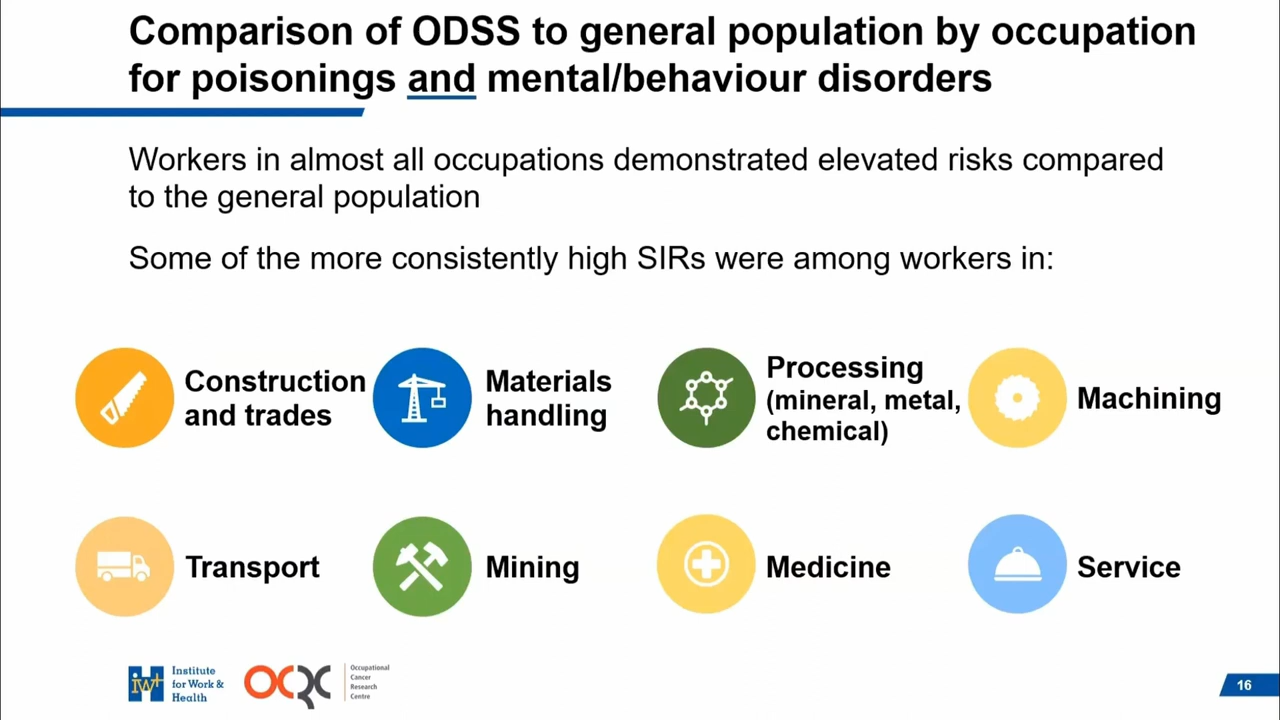 Comparison of ODSS to general population by occupation
for poisonings and mental/behaviour disorders
Workers in almost all occupations demonstrated elevated risks compared
to the general population
Some of the more consistently high SIRs were among workers in:
Construction
and trades
Materials
handling
Processing
(mineral, metal,
chemical)
Machining
Transport
Mining
Medicine
Service
iw+
Institute
for Work &
Health
OCRC
Occupational
Cancer
Research
Centre
16